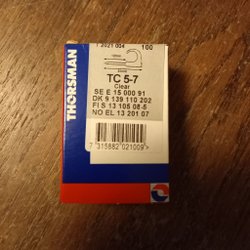 1 2021 004 100
THORSMAN
TC 5-7
Clear
SE E 15 000 91
DK 9 139 110 202
FI S 13 105 08-5
NO EL 13 201 07
7 315882 021009 >